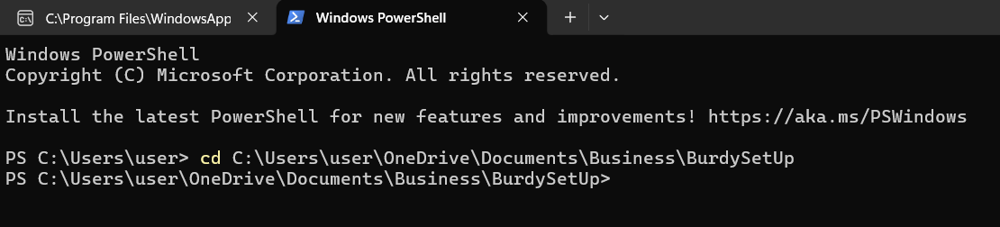 C:\Program Files\WindowsApp
Windows PowerShell
Windows PowerShell
Copyright (C) Microsoft Corporation. All rights reserved.
Install the latest PowerShell for new features and improvements! https://aka.ms/PSWindows
PS C:\Users\user> cd C:\Users\user\OneDrive\Documents\Business\BurdySetUp
PS C:\Users\user\OneDrive\Documents\Business\BurdySetUp>